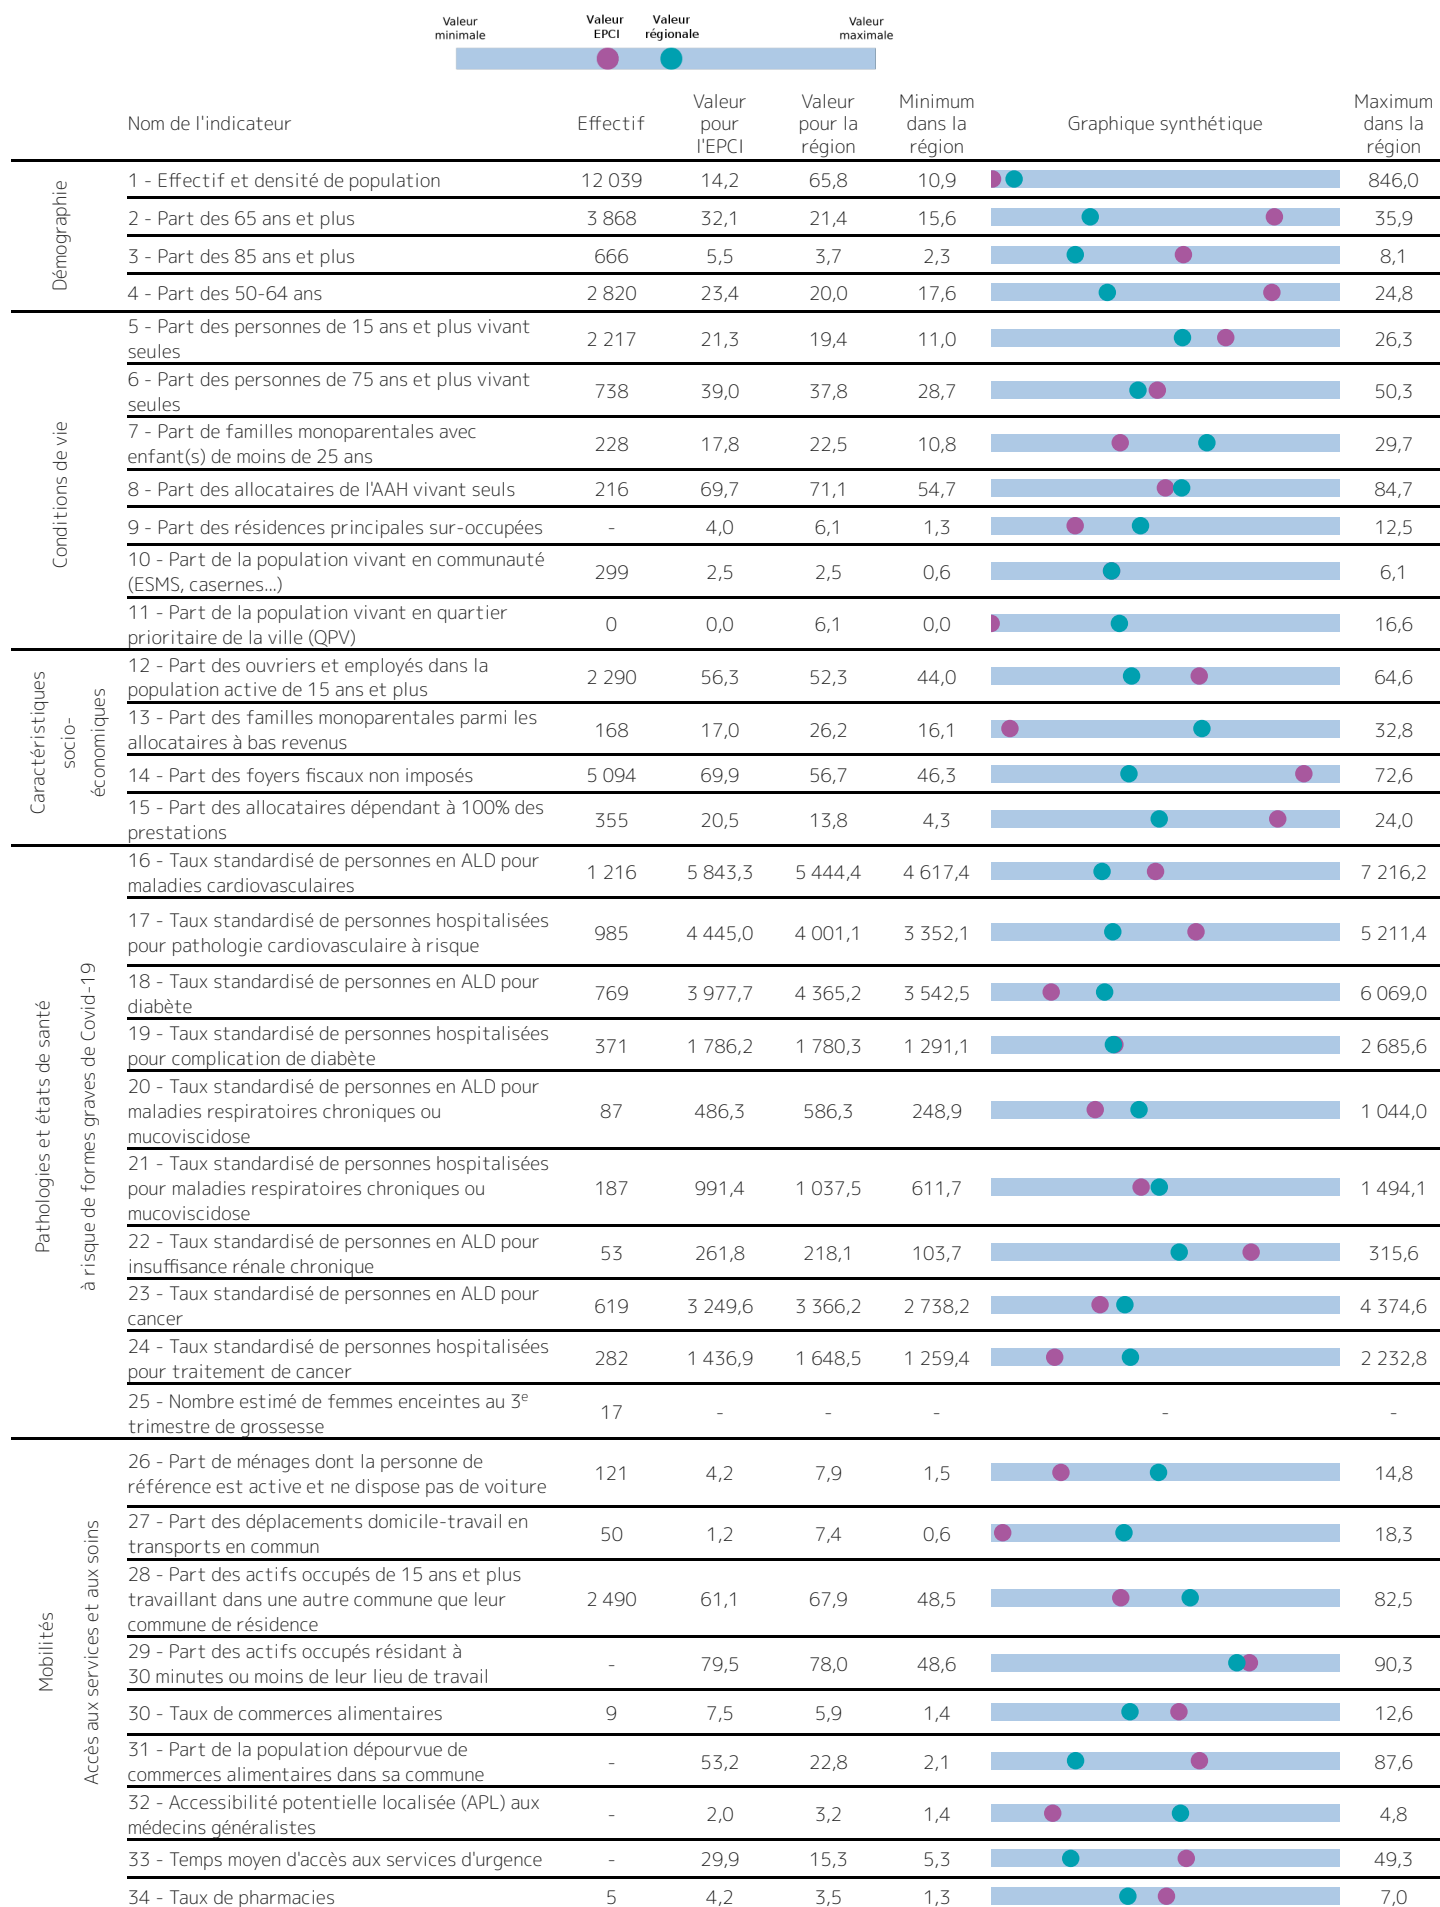 Valeur
minimale
Valeur
EPCI
Valeur
régionale
Valeur
maximale
Nom de l'indicateur
Effectif
Valeur
pour
l'EPCI
Valeur
pour la
région
Minimum
dans la
région
Graphique synthétique
Maximum
dans la
région
Démographie
1 - Effectif et densité de population 12 039 14,2 65,8 10,9 846,0
2 - Part des 65 ans et plus 3 868 32,1 21,4 15,6 35,9
3 - Part des 85 ans et plus 666 5,5 3,7 2,3 8,1
4 - Part des 50-64 ans 2 820 23,4 20,0 17,6 24,8
Conditions de vie
5 - Part des personnes de 15 ans et plus vivant
seules 2 217 21,3 19,4 11,0 26,3
6 - Part des personnes de 75 ans et plus vivant
seules 738 39,0 37,8 28,7 50,3
7 - Part de familles monoparentales avec
enfant(s) de moins de 25 ans 228 17,8 22,5 10,8 29,7
8 - Part des allocataires de l'AAH vivant seuls 216 69,7 71,1 54,7 84,7
9 - Part des résidences principales sur-occupées - 4,0 6,1 1,3 12,5
10 - Part de la population vivant en communauté
(ESMS, casernes...) 299 2,5 2,5 0,6 6,1
11 - Part de la population vivant en quartier
prioritaire de la ville (QPV) 0 0,0 6,1 0,0 16,6
Caractéristiques
socio-
économiques
12 - Part des ouvriers et employés dans la
population active de 15 ans et plus 2 290 56,3 52,3 44,0 64,6
13 - Part des familles monoparentales parmi les
allocataires à bas revenus 168 17,0 26,2 16,1 32,8
14 - Part des foyers fiscaux non imposés 5 094 69,9 56,7 46,3 72,6
15 - Part des allocataires dépendant à 100% des
prestations 355 20,5 13,8 4,3 24,0
Pathologies et états de santé
à risque de formes graves de Covid-19
16 - Taux standardisé de personnes en ALD pour
maladies cardiovasculaires 1 216 5 843,3 5 444,4 4 617,4 7 216,2
17 - Taux standardisé de personnes hospitalisées
pour pathologie cardiovasculaire à risque 985 4 445,0 4 001,1 3 352,1 5 211,4
18 - Taux standardisé de personnes en ALD pour
diabète 769 3 977,7 4 365,2 3 542,5 6 069,0
19 - Taux standardisé de personnes hospitalisées
pour complication de diabète 371 1 786,2 1 780,3 1 291,1 2 685,6
20 - Taux standardisé de personnes en ALD pour
maladies respiratoires chroniques ou
mucoviscidose 87 486,3 586,3 248,9 1 044,0
21 - Taux standardisé de personnes hospitalisées
pour maladies respiratoires chroniques ou
mucoviscidose 187 991,4 1 037,5 611,7 1 494,1
22 - Taux standardisé de personnes en ALD pour
insuffisance rénale chronique 53 261,8 218,1 103,7 315,6
23 - Taux standardisé de personnes en ALD pour
cancer 619 3 249,6 3 366,2 2 738,2 4 374,6
24 - Taux standardisé de personnes hospitalisées
pour traitement de cancer 282 1 436,9 1 648,5 1 259,4 2 232,8
25 - Nombre estimé de femmes enceintes au 3e
trimestre de grossesse 17 - - - - -
Mobilités
Accès aux services et aux soins
26 - Part de ménages dont la personne de
référence est active et ne dispose pas de voiture 121 4,2 7,9 1,5 14,8
27 - Part des déplacements domicile-travail en
transports en commun 50 1,2 7,4 0,6 18,3
28 - Part des actifs occupés de 15 ans et plus
travaillant dans une autre commune que leur
commune de résidence 2 490 61,1 67,9 48,5 82,5
29 - Part des actifs occupés résidant à
30 minutes ou moins de leur lieu de travail - 79,5 78,0 48,6 90,3
30 - Taux de commerces alimentaires 9 7,5 5,9 1,4 12,6
31 - Part de la population dépourvue de
commerces alimentaires dans sa commune - 53,2 22,8 2,1 87,6
32 - Accessibilité potentielle localisée (APL) aux
médecins généralistes - 2,0 3,2 1,4 4,8
33 - Temps moyen d'accès aux services d'urgence - 29,9 15,3 5,3 49,3
34 - Taux de pharmacies 5 4,2 3,5 1,3 7,0